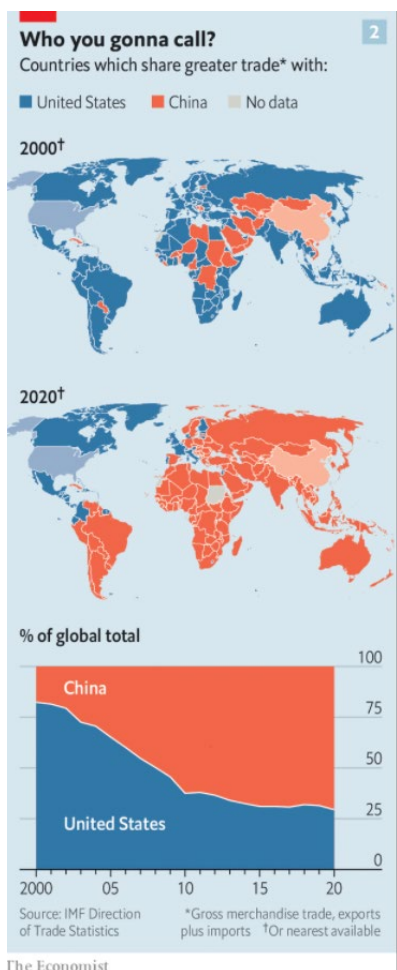 Who you gonna call?
2
Countries which share greater trade* with:
United States
China
No data
2000†
2020†
% of global total
100
China
75
50
United States
25
0
2000
05
10
15
20
Source: IMF Direction
of Trade Statistics
*Gross merchandise trade, exports
plus imports †Or nearest available
The Economist